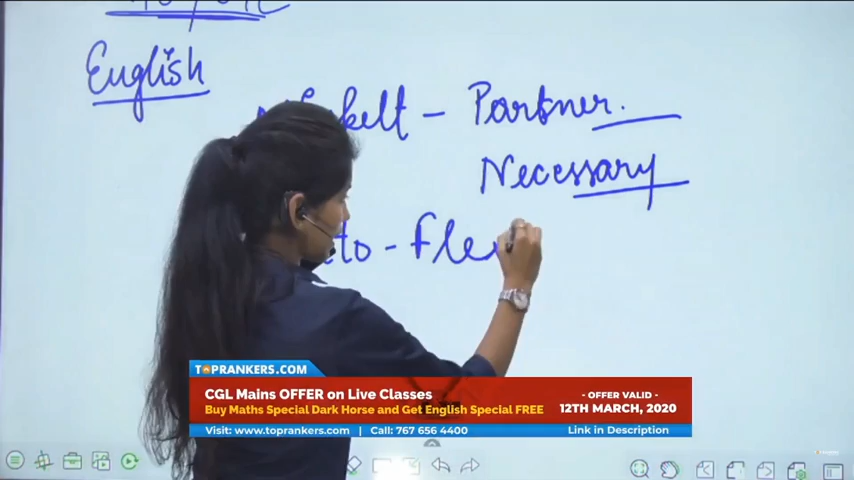 English
Partner.
Necessary
TOPRANKERS.COM
CGL Mains OFFER on Live Classes
Buy Maths Special Dark Horse and Get English Special FREE
- OFFER VALID -
12TH MARCH, 2020
Visit: www.toprankers.com | Call: 767 656 4400
Link in Description